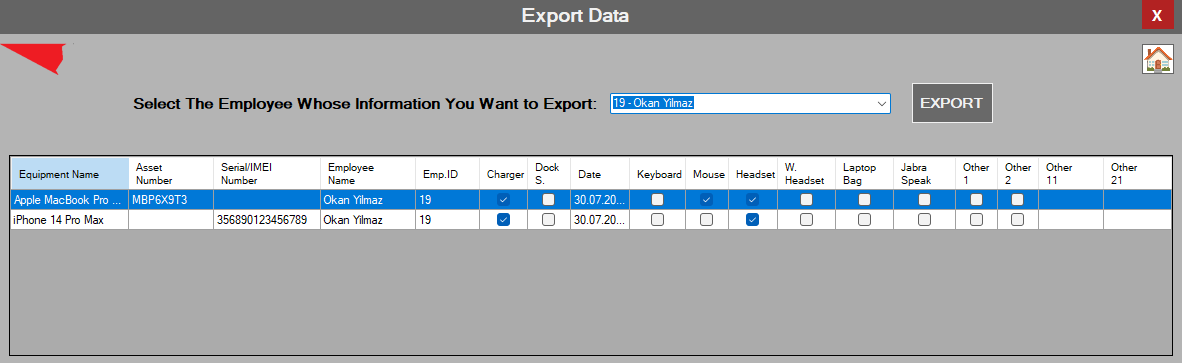 Export Data
X
Select The Employee Whose Information You Want to Export: 19 - Okan Yilmaz EXPORT
Equipment Name Asset Number Serial/IMEI Number Employee Name Emp.ID Charger Dock S. Date Keyboard Mouse Headset W. Headset Laptop Bag Jabra Speak Other 1 Other 2 Other 11 Other 21
Apple MacBook Pro ... MBP6X9T3 Okan Yilmaz 19 30.07.20...
iPhone 14 Pro Max 356890123456789 Okan Yilmaz 19 30.07.20...